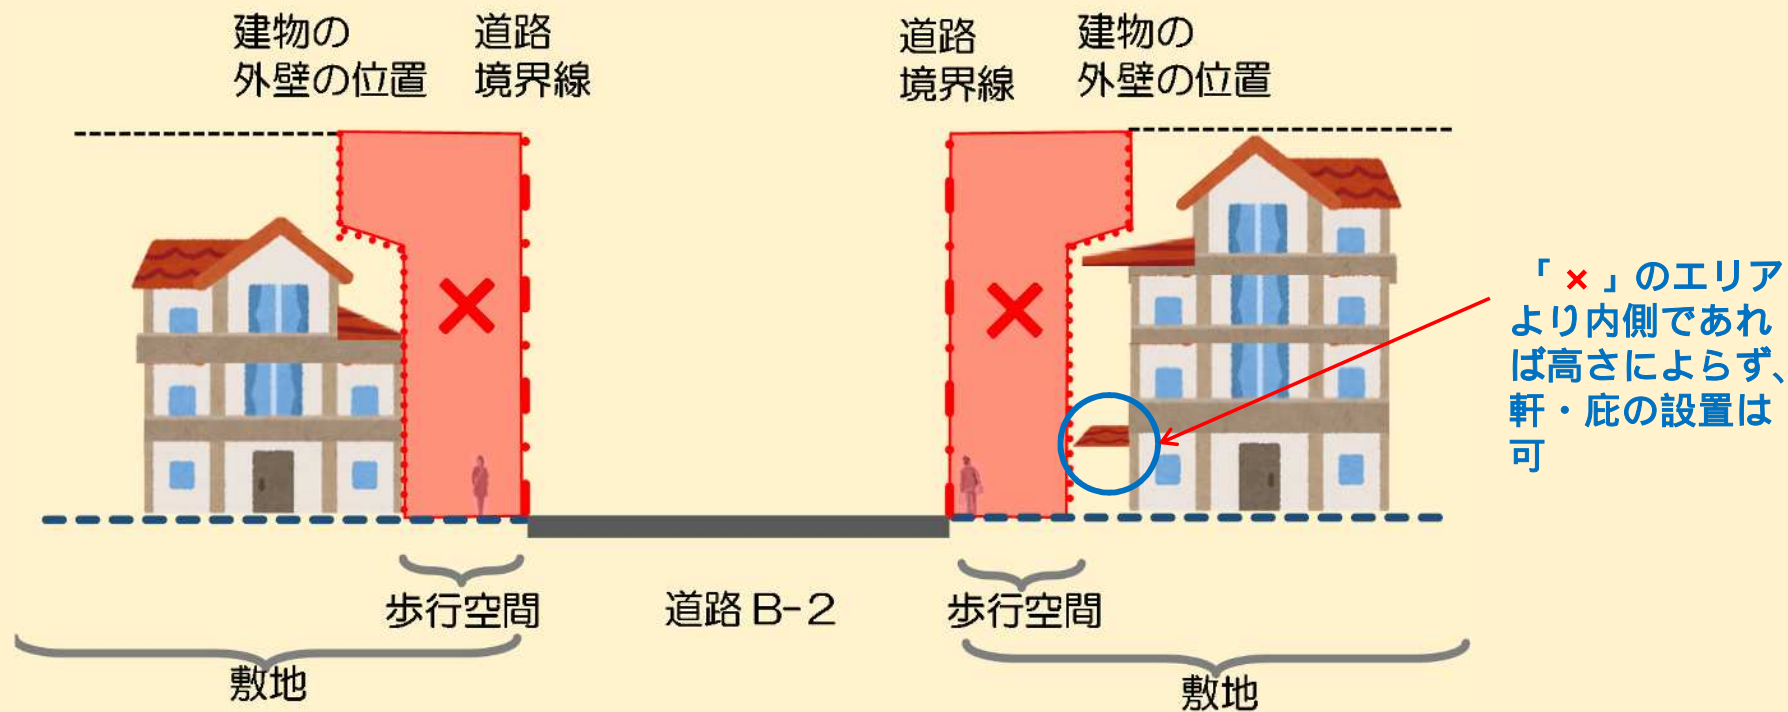 建物の
外壁の位置
道路
境界線
道路
境界線
建物の
外壁の位置
「×」のエリア
より内側であれ
ば高さによらず、
軒・庇の設置は
可
歩行空間
道路B-2
歩行空間
敷地
敷地